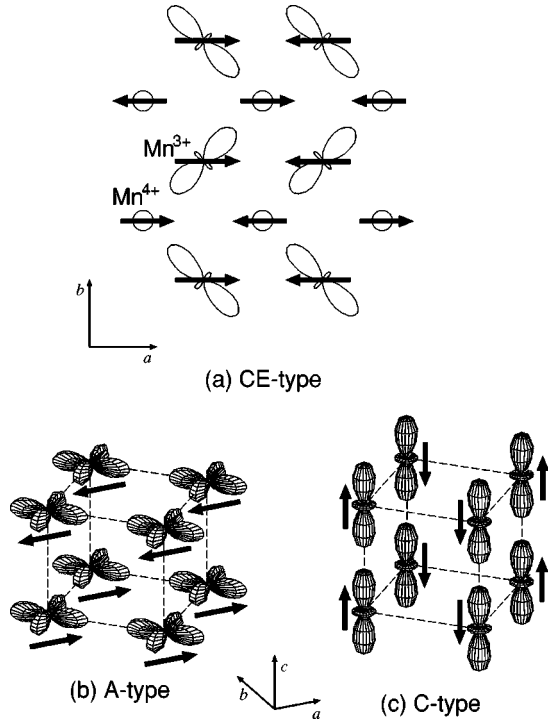 Mn3+
Mn4+
b
a
(a) CE-type
c
b
a
(b) A-type
(c) C-type